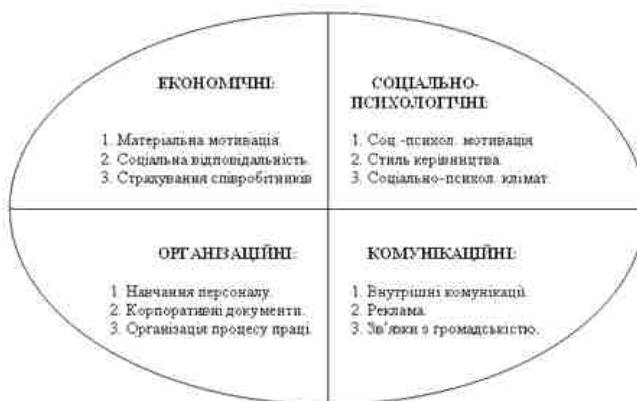 ЕКОНОМІЧНІ:
1. Матеріальна мотивація.
2. Соціальна відповідальність.
3. Страхування співробітників
СОЦІАЛЬНО-
ПСИХОЛОГІЧНІ:
1. Соц.-психол. мотивація
2. Стиль керівництва.
3. Соціально-психол. клімат.
ОРГАНІЗАЦІЙНІ:
1. Навчання персоналу.
2. Корпоративні документи.
3. Організація процесу праці.
КОМУНІКАЦІЙНІ:
1. Внутрішні комунікації.
2. Реклама.
3. Зв'язки з громадськістю.